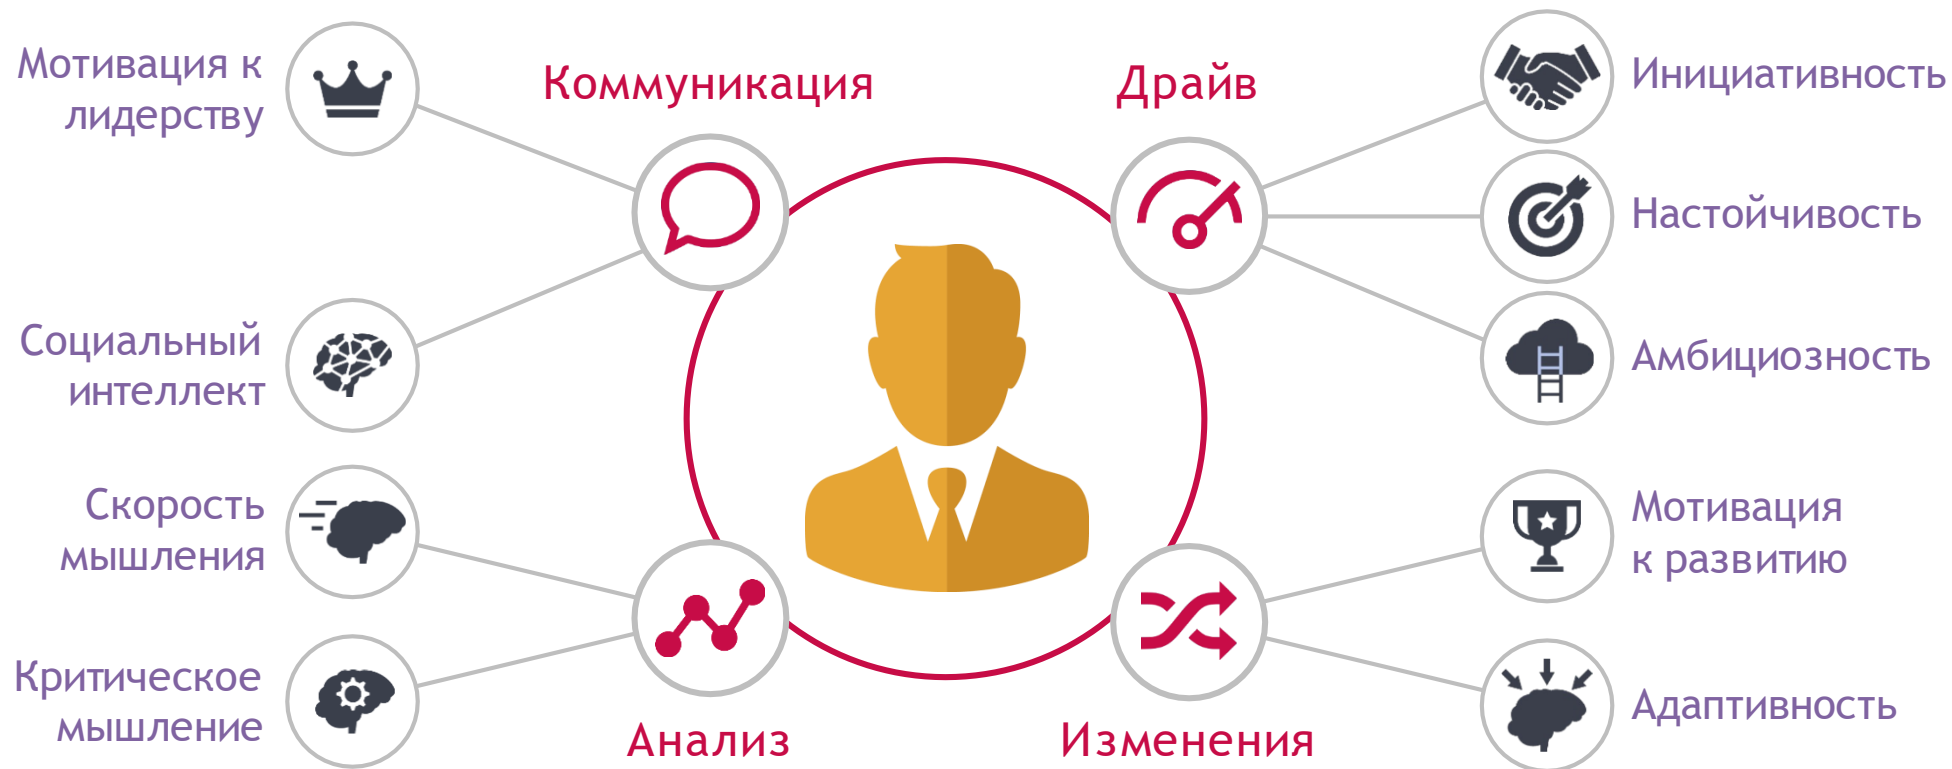 Мотивация к
лидерству
Коммуникация
Социальный
интеллект
Скорость
мышления
Критическое
мышление
Анализ
Драйв
Инициативность
Настойчивость
Амбициозность
Мотивация
к развитию
Адаптивность
Изменения